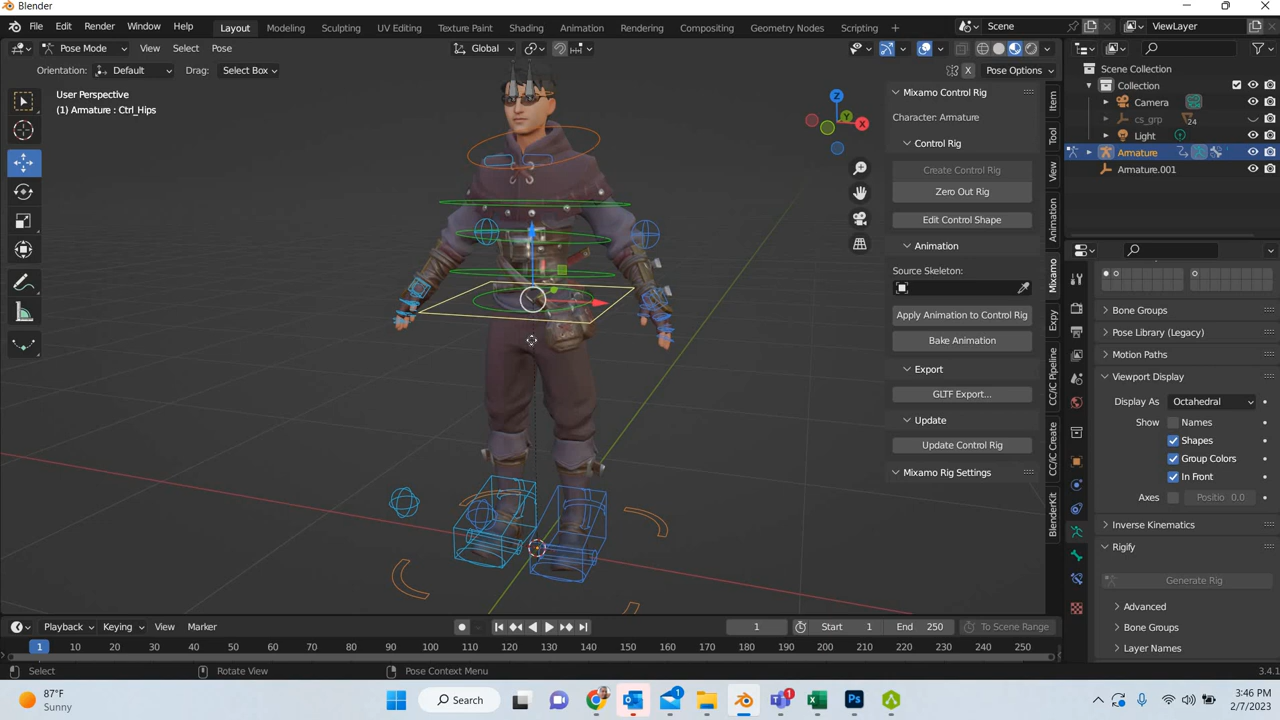 Blender
File Edit Render Window Help
Layout Modeling Sculpting UV Editing Texture Paint Shading Animation Rendering Compositing Geometry Nodes Scripting +
Scene
ViewLayer
Pose Mode View Select Pose
Global
Orientation: Default Drag: Select Box
X Pose Options
User Perspective
(1) Armature : Ctrl_Hips
Z
Y
X
Mixamo Control Rig
Character: Armature
Control Rig
Create Control Rig
Zero Out Rig
Edit Control Shape
Animation
Source Skeleton:
Apply Animation to Control Rig
Bake Animation
Export
GLTF Export...
Update
Update Control Rig
Mixamo Rig Settings
Item
Tool
View
Animation
Mixamo
Expy
CC/iC Pipeline
CC/iC Create
BlenderKit
Scene Collection
Collection
Camera
cs_grp 24
Light
Armature
Armature.001
Bone Groups
Pose Library (Legacy)
Motion Paths
Viewport Display
Display As Octahedral
Show Names
Shapes
Group Colors
In Front
Axes Positio 0.0
Inverse Kinematics
Rigify
Generate Rig
Advanced
Bone Groups
Layer Names
Playback Keying View Marker
1 Start 1 End 250 To Scene Range
1 10 20 30 40 50 60 70 80 90 100 110 120 130 140 150 160 170 180 190 200 210 220 230 240 250
Select Rotate View Pose Context Menu 3.4.1
87°F
Sunny
Search
1
1
3:46 PM
2/7/2023